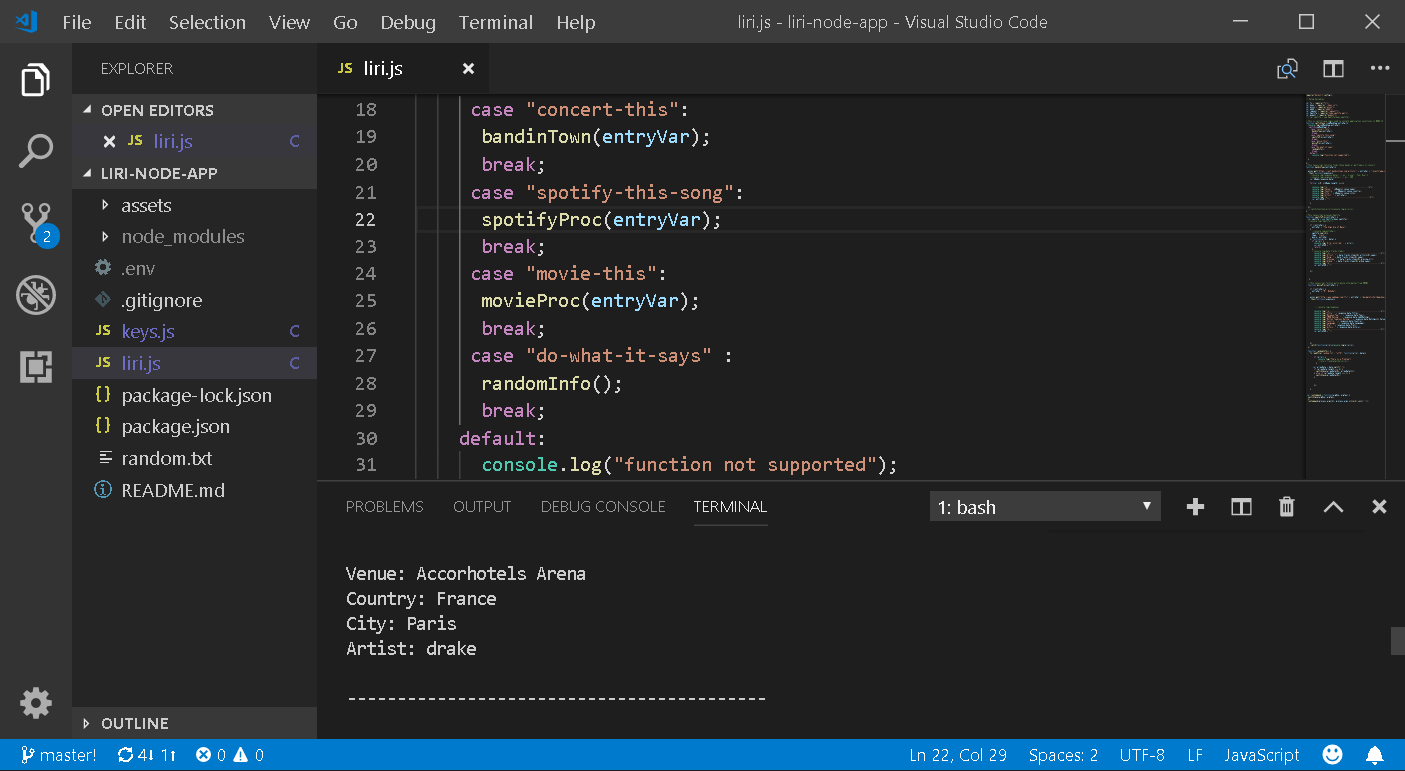 File Edit Selection View Go Debug Terminal Help
liri.js - liri-node-app - Visual Studio Code
EXPLORER
OPEN EDITORS
JS liri.js C
LIRI-NODE-APP
assets
node_modules
.env
.gitignore
JS keys.js C
JS liri.js C
{} package-lock.json
{} package.json
random.txt
README.md
OUTLINE
2
JS liri.js
18 case "concert-this":
19 bandinTown(entryVar);
20 break;
21 case "spotify-this-song":
22 spotifyProc(entryVar);
23 break;
24 case "movie-this":
25 movieProc(entryVar);
26 break;
27 case "do-what-it-says" :
28 randomInfo();
29 break;
30 default:
31 console.log("function not supported");
PROBLEMS OUTPUT DEBUG CONSOLE TERMINAL
1: bash
Venue: Accorhotels Arena
Country: France
City: Paris
Artist: drake
------------------------------------------
master! 4↓ 1↑ 0 0
Ln 22, Col 29 Spaces: 2 UTF-8 LF JavaScript